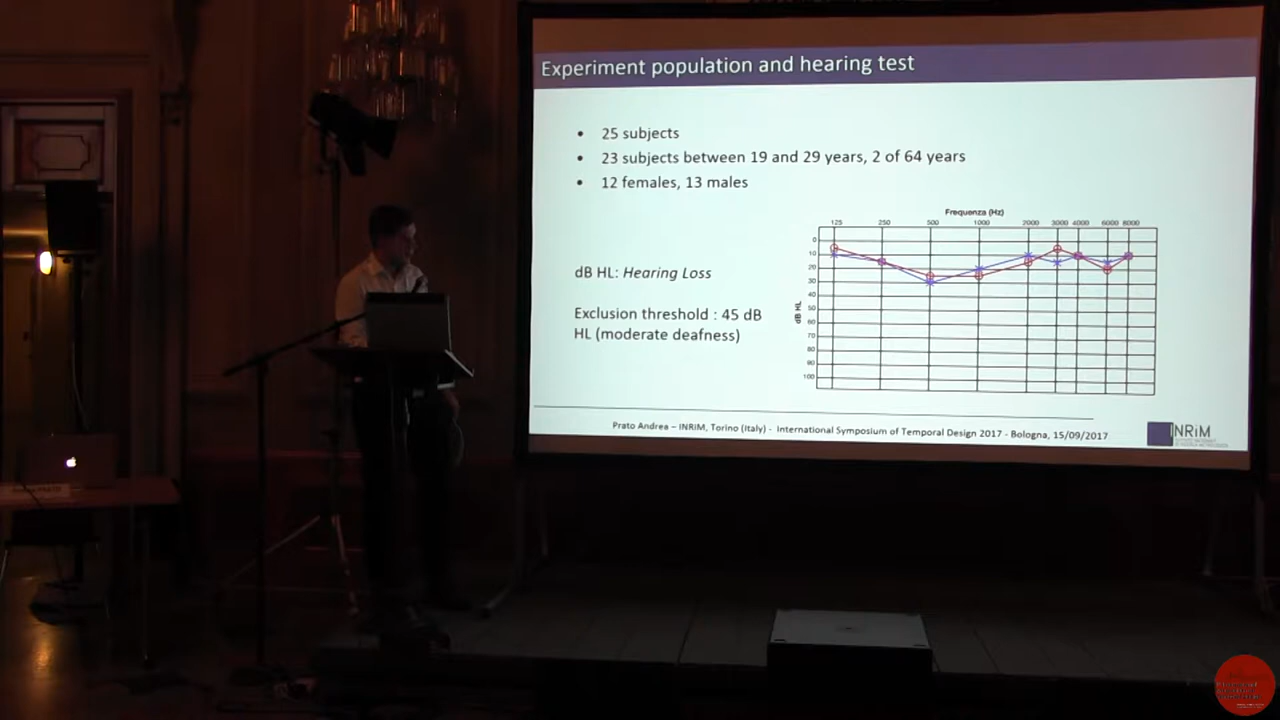 Experiment population and hearing test
• 25 subjects
• 23 subjects between 19 and 29 years, 2 of 64 years
• 12 females, 13 males
Frequenza (Hz)
125 250 500 1000 2000 3000 4000 6000 8000
0
10
20
30
40
50
60
70
80
90
100
dB HL
dB HL: Hearing Loss
Exclusion threshold : 45 dB
HL (moderate deafness)
Prato Andrea – INRiM, Torino (Italy) - International Symposium of Temporal Design 2017 - Bologna, 15/09/2017
INRiM